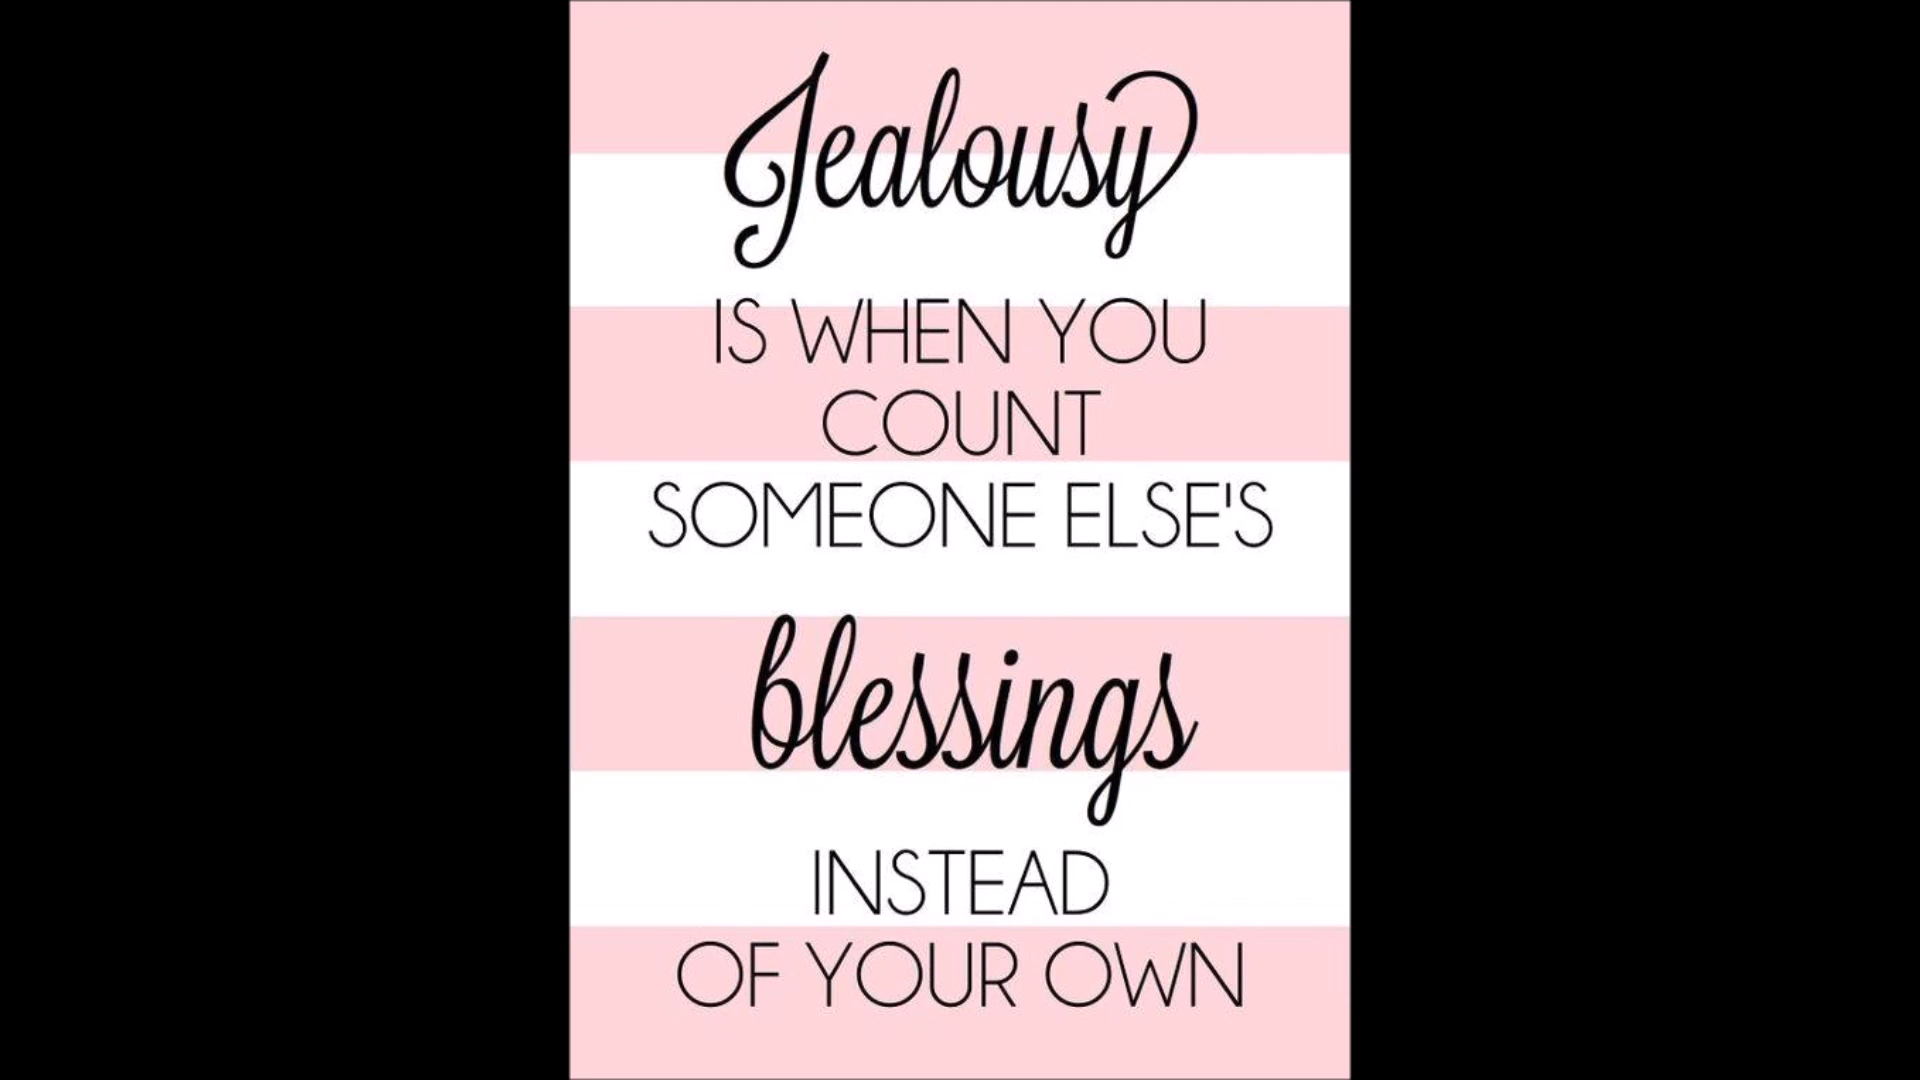 Jealousy
IS WHEN YOU
COUNT
SOMEONE ELSE'S
blessings
INSTEAD
OF YOUR OWN